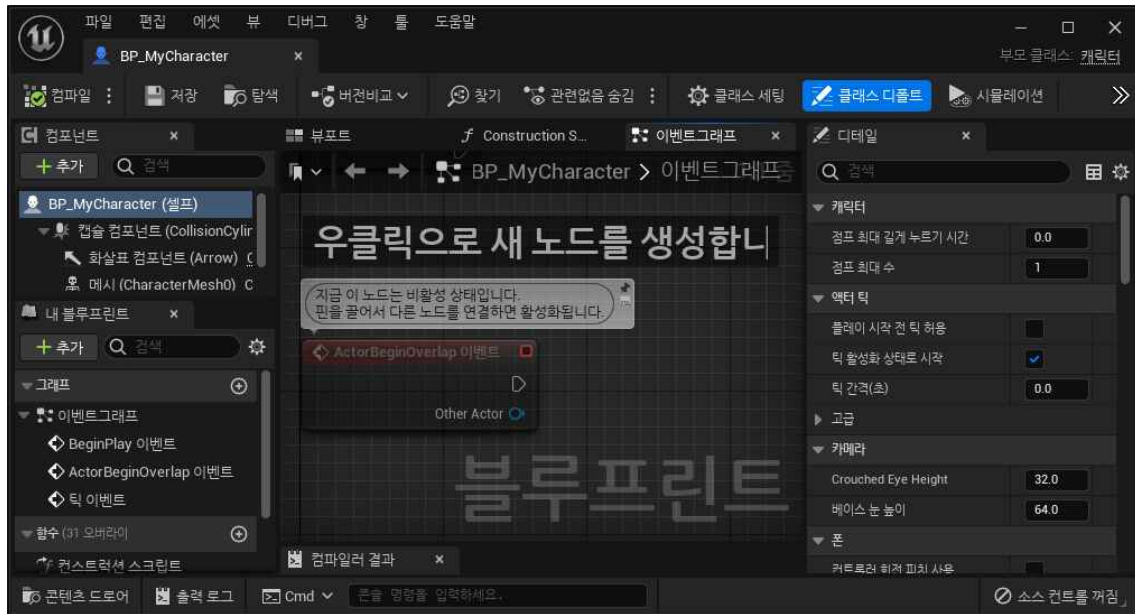 파일 편집 에셋 뷰 디버그 창 툴 도움말
BP_MyCharacter
부모 클래스: 캐릭터
컴파일 저장 탐색 버전비교 찾기 관련없음 숨김 클래스 세팅 클래스 디폴트 시뮬레이션
컴포넌트
추가 검색
BP_MyCharacter (셀프)
캡슐 컴포넌트 (CollisionCylir
화살표 컴포넌트 (Arrow)
메시 (CharacterMesh0) C
내 블루프린트
추가 검색
그래프
이벤트그래프
BeginPlay 이벤트
ActorBeginOverlap 이벤트
틱 이벤트
함수 (31 오버라이
컨스트럭션 스크립트
뷰포트 Construction S... 이벤트그래프
BP_MyCharacter > 이벤트그래프
우클릭으로 새 노드를 생성합니
지금 이 노드는 비활성 상태입니다.
핀을 끌어서 다른 노드를 연결하면 활성화됩니다.
ActorBeginOverlap 이벤트
Other Actor
블루프린트
컴파일러 결과
디테일
검색
캐릭터
점프 최대 길게 누르기 시간 0.0
점프 최대 수 1
액터 틱
플레이 시작 전 틱 허용
틱 활성화 상태로 시작
틱 간격(초) 0.0
고급
카메라
Crouched Eye Height 32.0
베이스 눈 높이 64.0
폰
컨트롤러 회전 피치 사용
콘텐츠 드로어 출력 로그 Cmd 콘솔 명령을 입력하세요. 소스 컨트롤 꺼짐